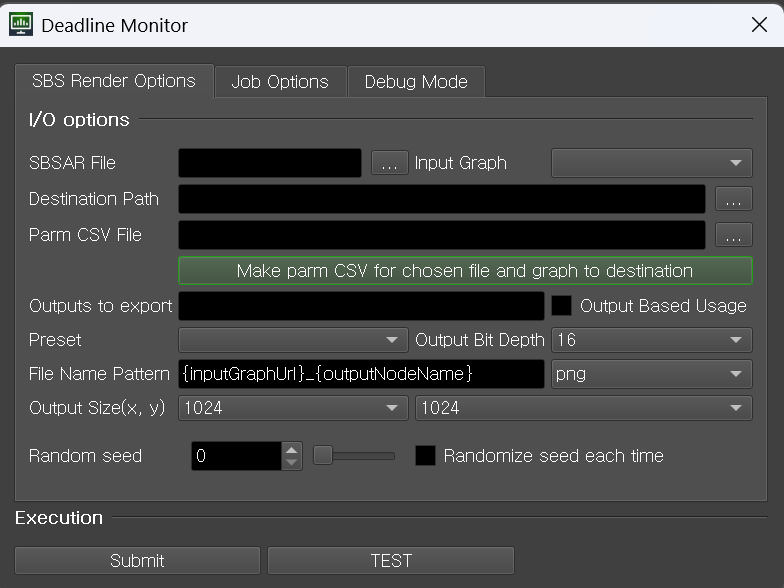 Deadline Monitor
SBS Render Options Job Options Debug Mode
I/O options
SBSAR File ... Input Graph
Destination Path ...
Parm CSV File ...
Make parm CSV for chosen file and graph to destination
Outputs to export Output Based Usage
Preset Output Bit Depth 16
File Name Pattern {inputGraphUrl}_{outputNodeName} png
Output Size(x, y) 1024 1024
Random seed 0 Randomize seed each time
Execution
Submit TEST